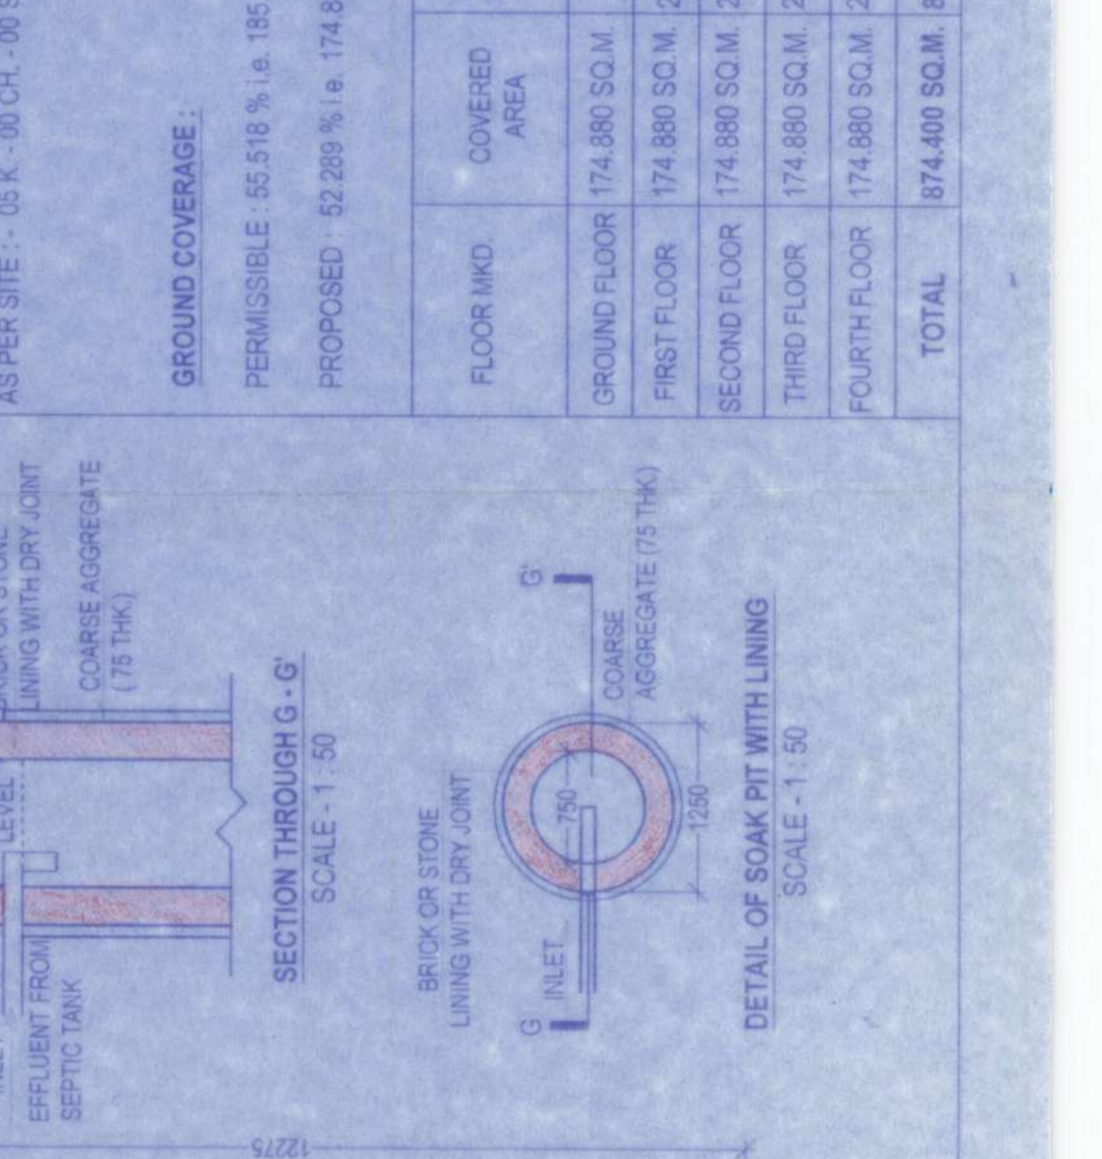 AS PER SITE : - 05 K. - 00 CH. - 00
GROUND COVERAGE :
PERMISSIBLE : 55.518 % i.e. 185
PROPOSED : 52.289 % i.e. 174.8
FLOOR MKD. COVERED
AREA
GROUND FLOOR 174.880 SQ.M.
FIRST FLOOR 174.880 SQ.M.
SECOND FLOOR 174.880 SQ.M.
THIRD FLOOR 174.880 SQ.M.
FOURTH FLOOR 174.880 SQ.M.
TOTAL 874.400 SQ.M.
LINING WITH DRY JOINT
COARSE AGGREGATE
( 75 THK.)
LEVEL
EFFLUENT FROM
SEPTIC TANK
SECTION THROUGH G - G'
SCALE - 1 : 50
BRICK OR STONE
LINING WITH DRY JOINT
G
INLET
750
1250
G'
COARSE
AGGREGATE (75 THK.)
DETAIL OF SOAK PIT WITH LINING
SCALE - 1 : 50
12275